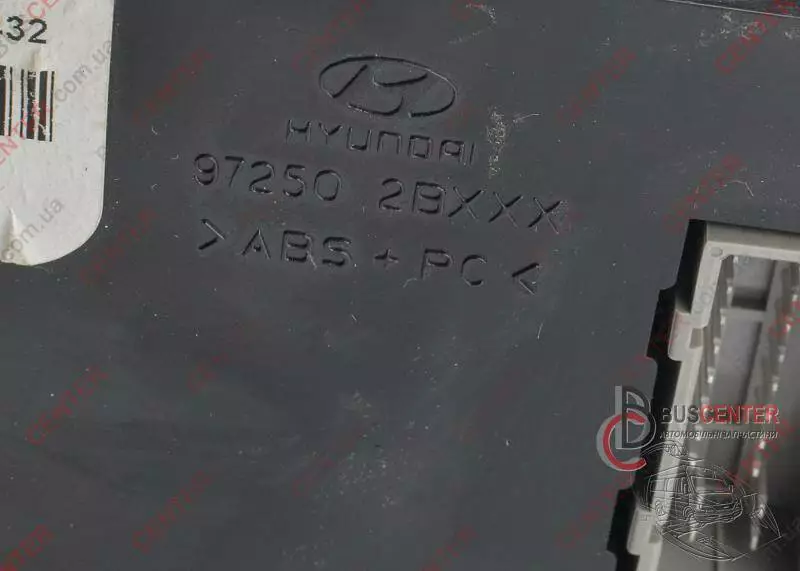 -32
HYUNDAI
97250 2BXXX
>ABS + PC<
BUSCENTER
АВТОМОБІЛЬНІ ЗАПЧАСТИНИ